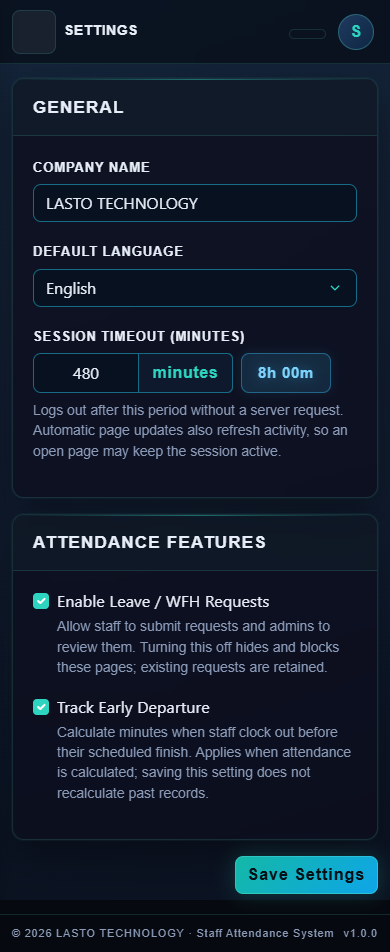 SETTINGS
S
GENERAL
COMPANY NAME
LASTO TECHNOLOGY
DEFAULT LANGUAGE
English
SESSION TIMEOUT (MINUTES)
480 minutes 8h 00m
Logs out after this period without a server request.
Automatic page updates also refresh activity, so an
open page may keep the session active.
ATTENDANCE FEATURES
Enable Leave / WFH Requests
Allow staff to submit requests and admins to
review them. Turning this off hides and blocks
these pages; existing requests are retained.
Track Early Departure
Calculate minutes when staff clock out before
their scheduled finish. Applies when attendance
is calculated; saving this setting does not
recalculate past records.
Save Settings
© 2026 LASTO TECHNOLOGY · Staff Attendance System v1.0.0